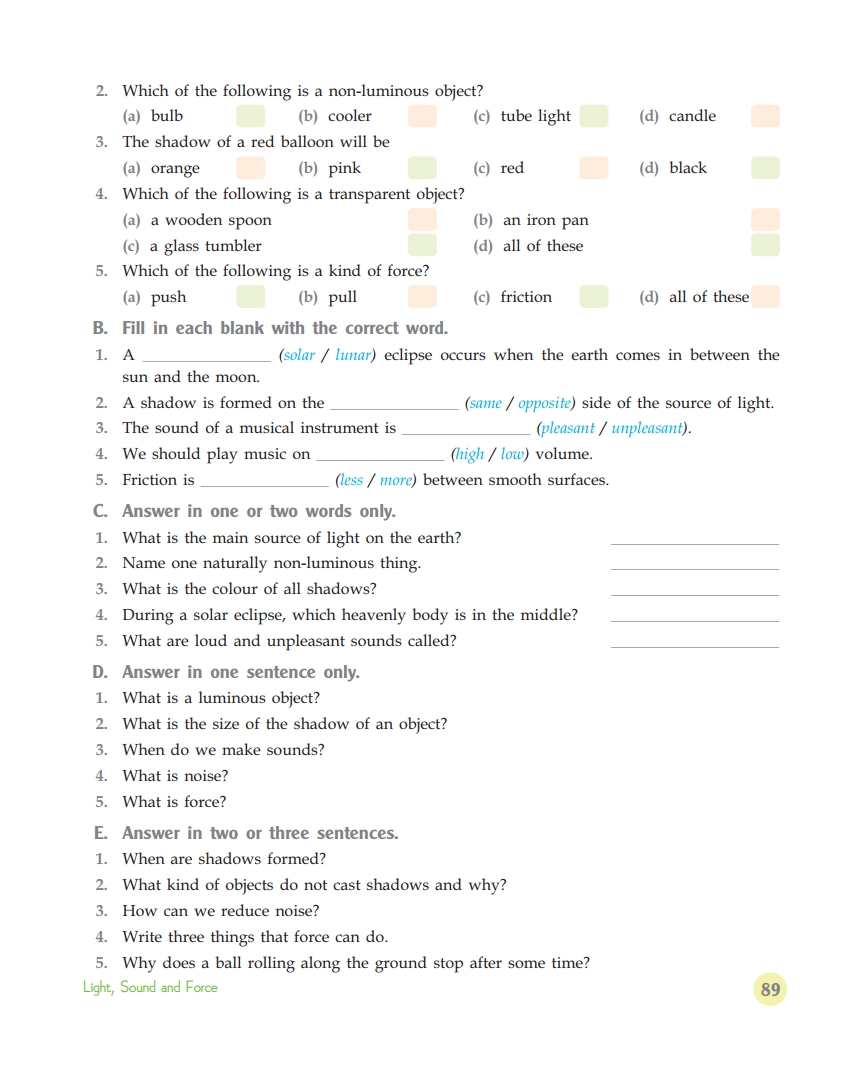 2. Which of the following is a non-luminous object?
(a) bulb (b) cooler (c) tube light (d) candle
3. The shadow of a red balloon will be
(a) orange (b) pink (c) red (d) black
4. Which of the following is a transparent object?
(a) a wooden spoon (b) an iron pan
(c) a glass tumbler (d) all of these
5. Which of the following is a kind of force?
(a) push (b) pull (c) friction (d) all of these
B. Fill in each blank with the correct word.
1. A ______________ (solar / lunar) eclipse occurs when the earth comes in between the
sun and the moon.
2. A shadow is formed on the ______________ (same / opposite) side of the source of light.
3. The sound of a musical instrument is ______________ (pleasant / unpleasant).
4. We should play music on ______________ (high / low) volume.
5. Friction is ______________ (less / more) between smooth surfaces.
C. Answer in one or two words only.
1. What is the main source of light on the earth? __________________
2. Name one naturally non-luminous thing. __________________
3. What is the colour of all shadows? __________________
4. During a solar eclipse, which heavenly body is in the middle? __________________
5. What are loud and unpleasant sounds called? __________________
D. Answer in one sentence only.
1. What is a luminous object?
2. What is the size of the shadow of an object?
3. When do we make sounds?
4. What is noise?
5. What is force?
E. Answer in two or three sentences.
1. When are shadows formed?
2. What kind of objects do not cast shadows and why?
3. How can we reduce noise?
4. Write three things that force can do.
5. Why does a ball rolling along the ground stop after some time?
Light, Sound and Force 89